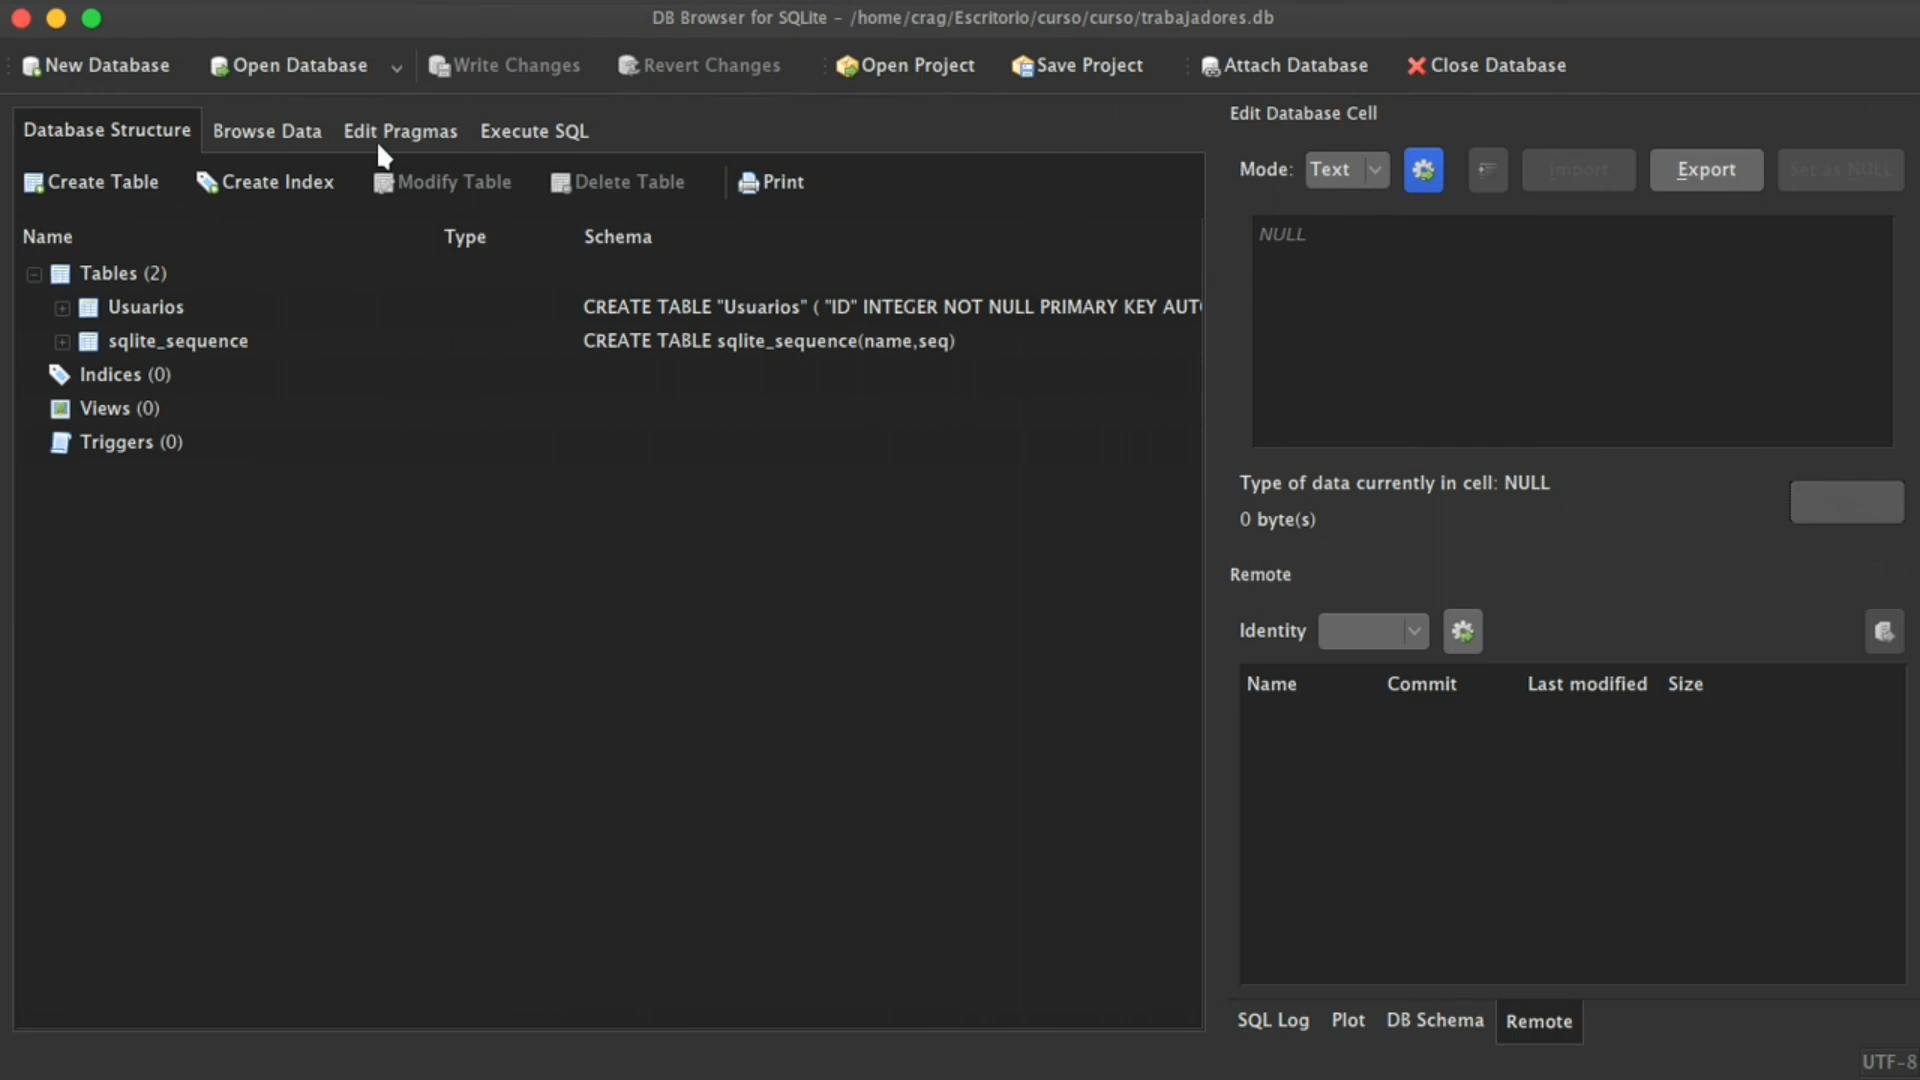 DB Browser for SQLite - /home/crag/Escritorio/curso/curso/trabajadores.db
New Database Open Database Write Changes Revert Changes Open Project Save Project Attach Database Close Database
Database Structure Browse Data Edit Pragmas Execute SQL
Create Table Create Index Modify Table Delete Table Print
Name Type Schema
Tables (2)
Usuarios CREATE TABLE "Usuarios" ( "ID" INTEGER NOT NULL PRIMARY KEY AUT
sqlite_sequence CREATE TABLE sqlite_sequence(name,seq)
Indices (0)
Views (0)
Triggers (0)
Edit Database Cell
Mode: Text Import Export Set as NULL
NULL
Type of data currently in cell: NULL
0 byte(s)
Remote
Identity
Name Commit Last modified Size
SQL Log Plot DB Schema Remote
UTF-8